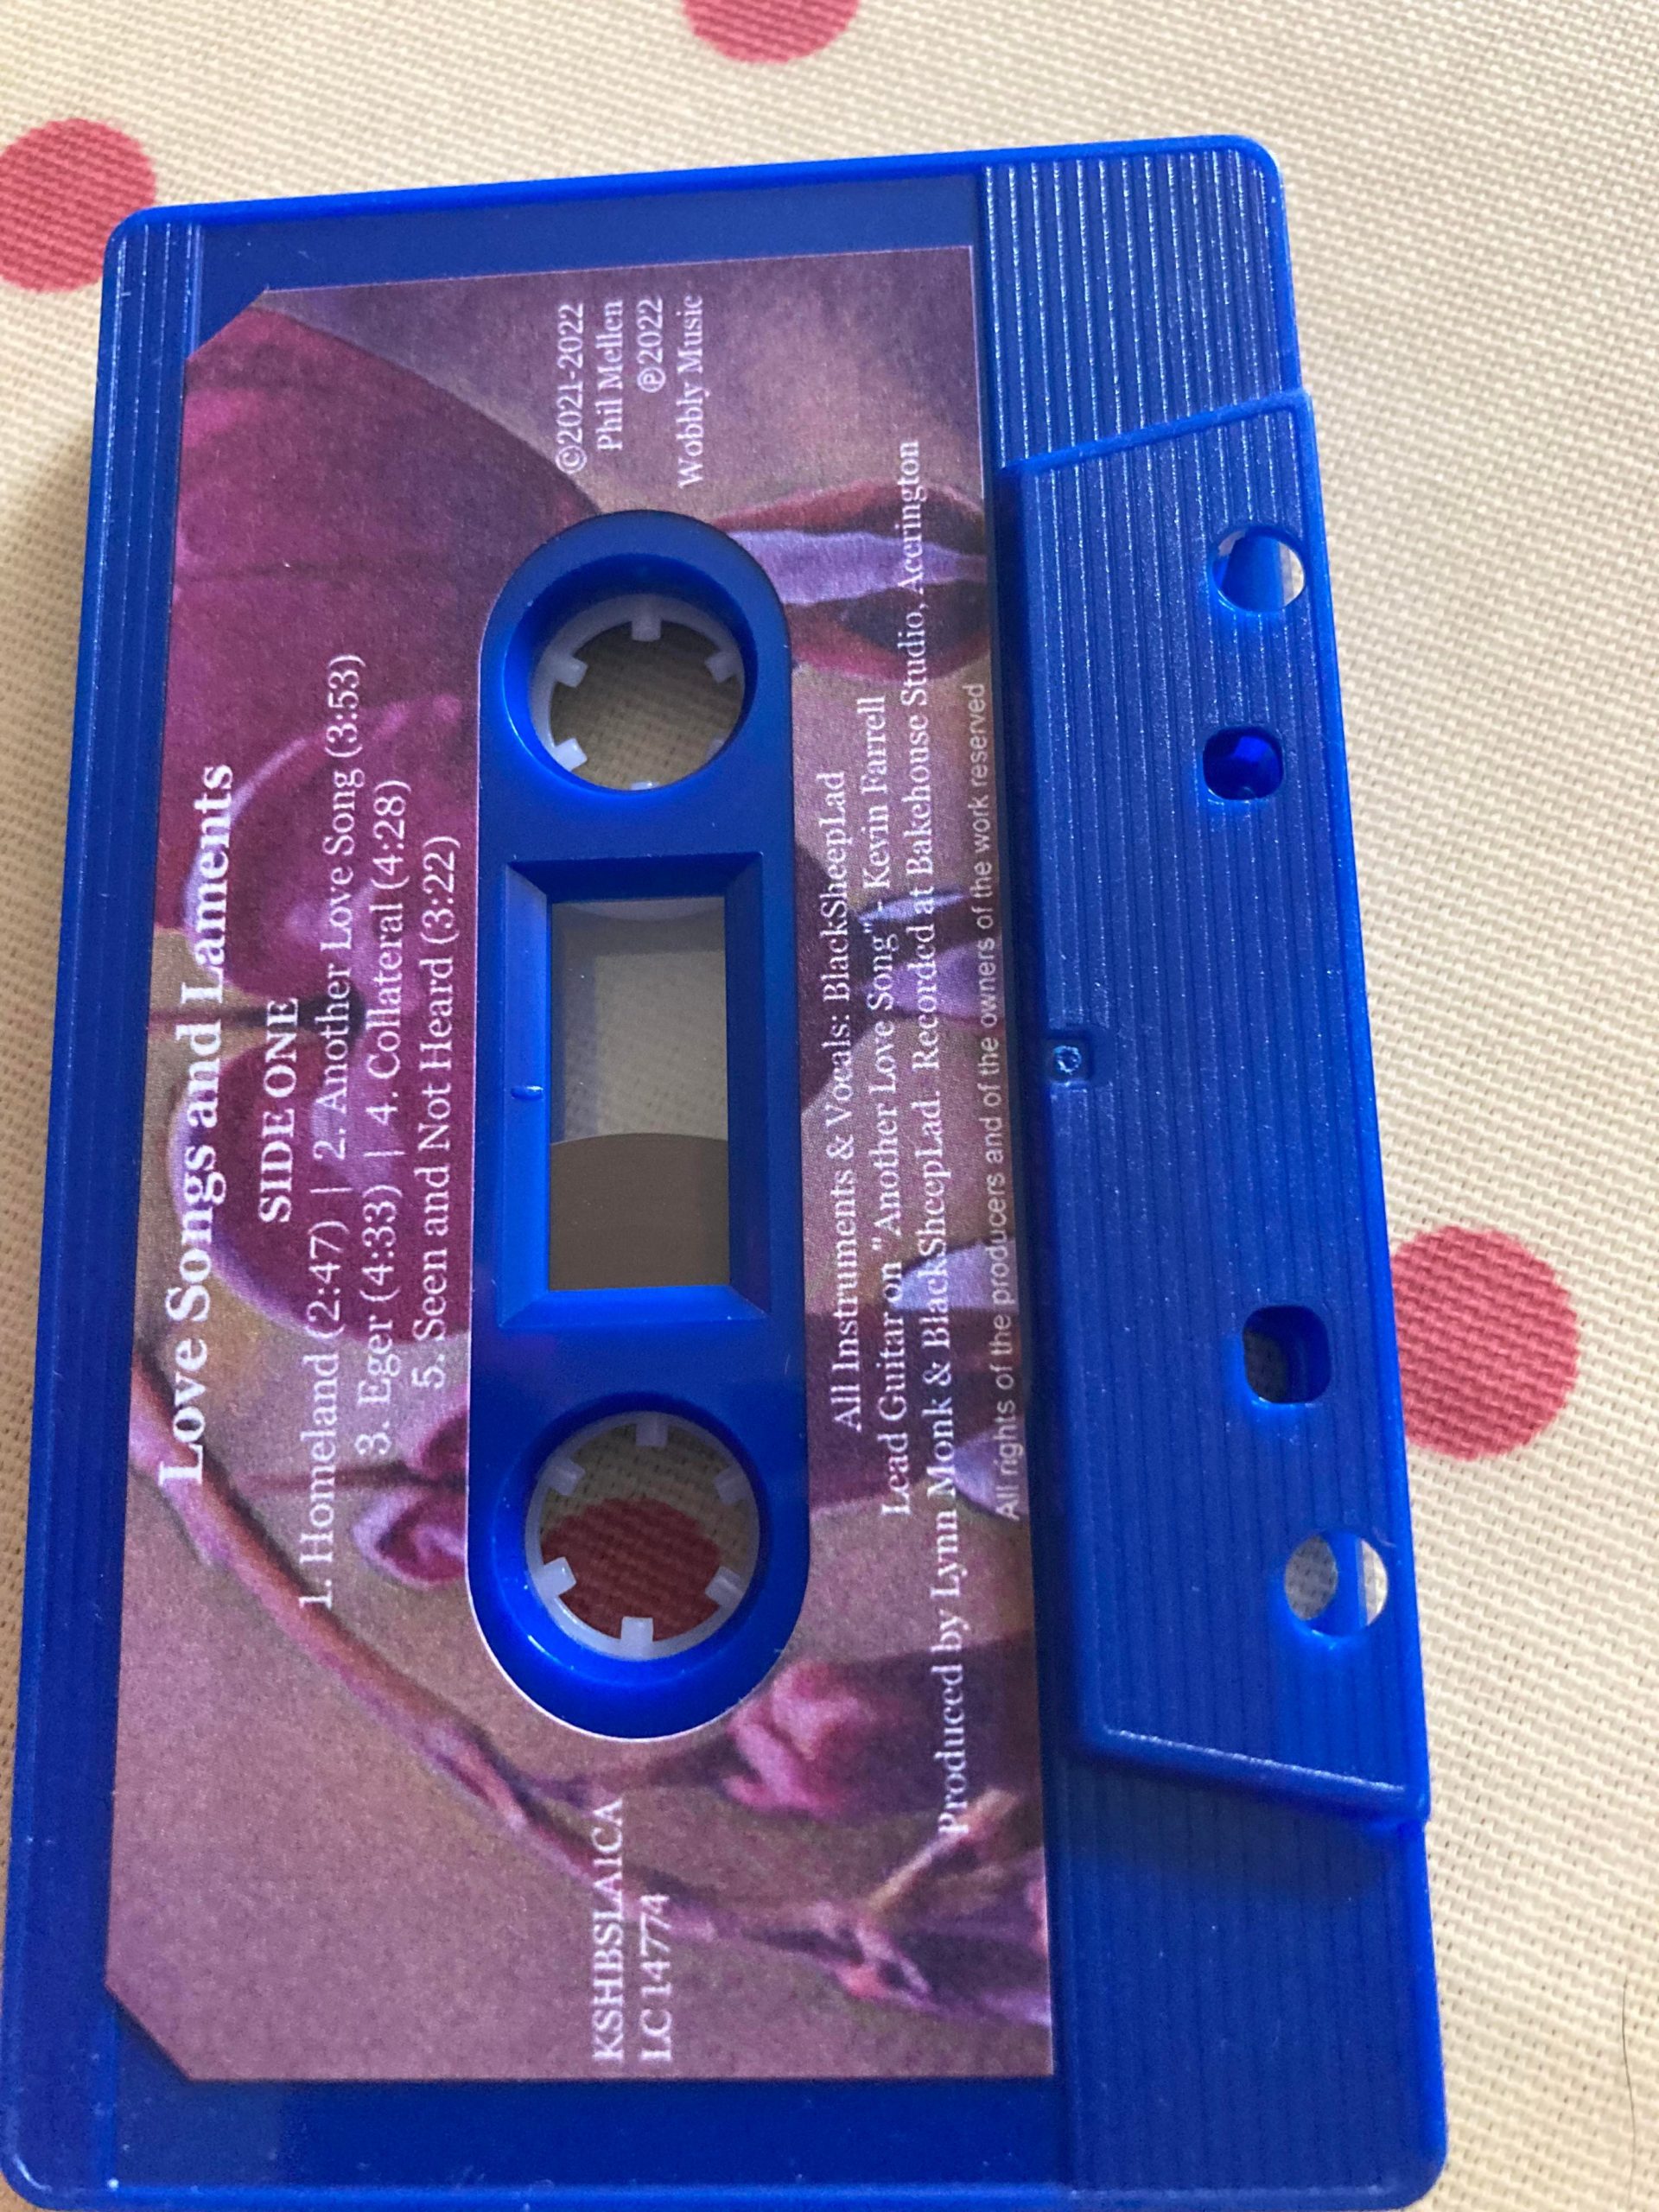 Love Songs and Laments
SIDE ONE
1. Homeland (2:47) | 2. Another Love Song (3:53)
3. Eger (4:33) | 4. Collateral (4:28)
5. Seen and Not Heard (3:22)
KSHBSLA1CA
LC 14774
©2021-2022
Phil Mellen
℗2022
Wobbly Music
All Instruments & Vocals: BlackSheepLad
Lead Guitar on "Another Love Song" - Kevin Farrell
Produced by Lynn Monk & BlackSheepLad. Recorded at Bakehouse Studio, Accrington
All rights of the producers and of the owners of the work reserved